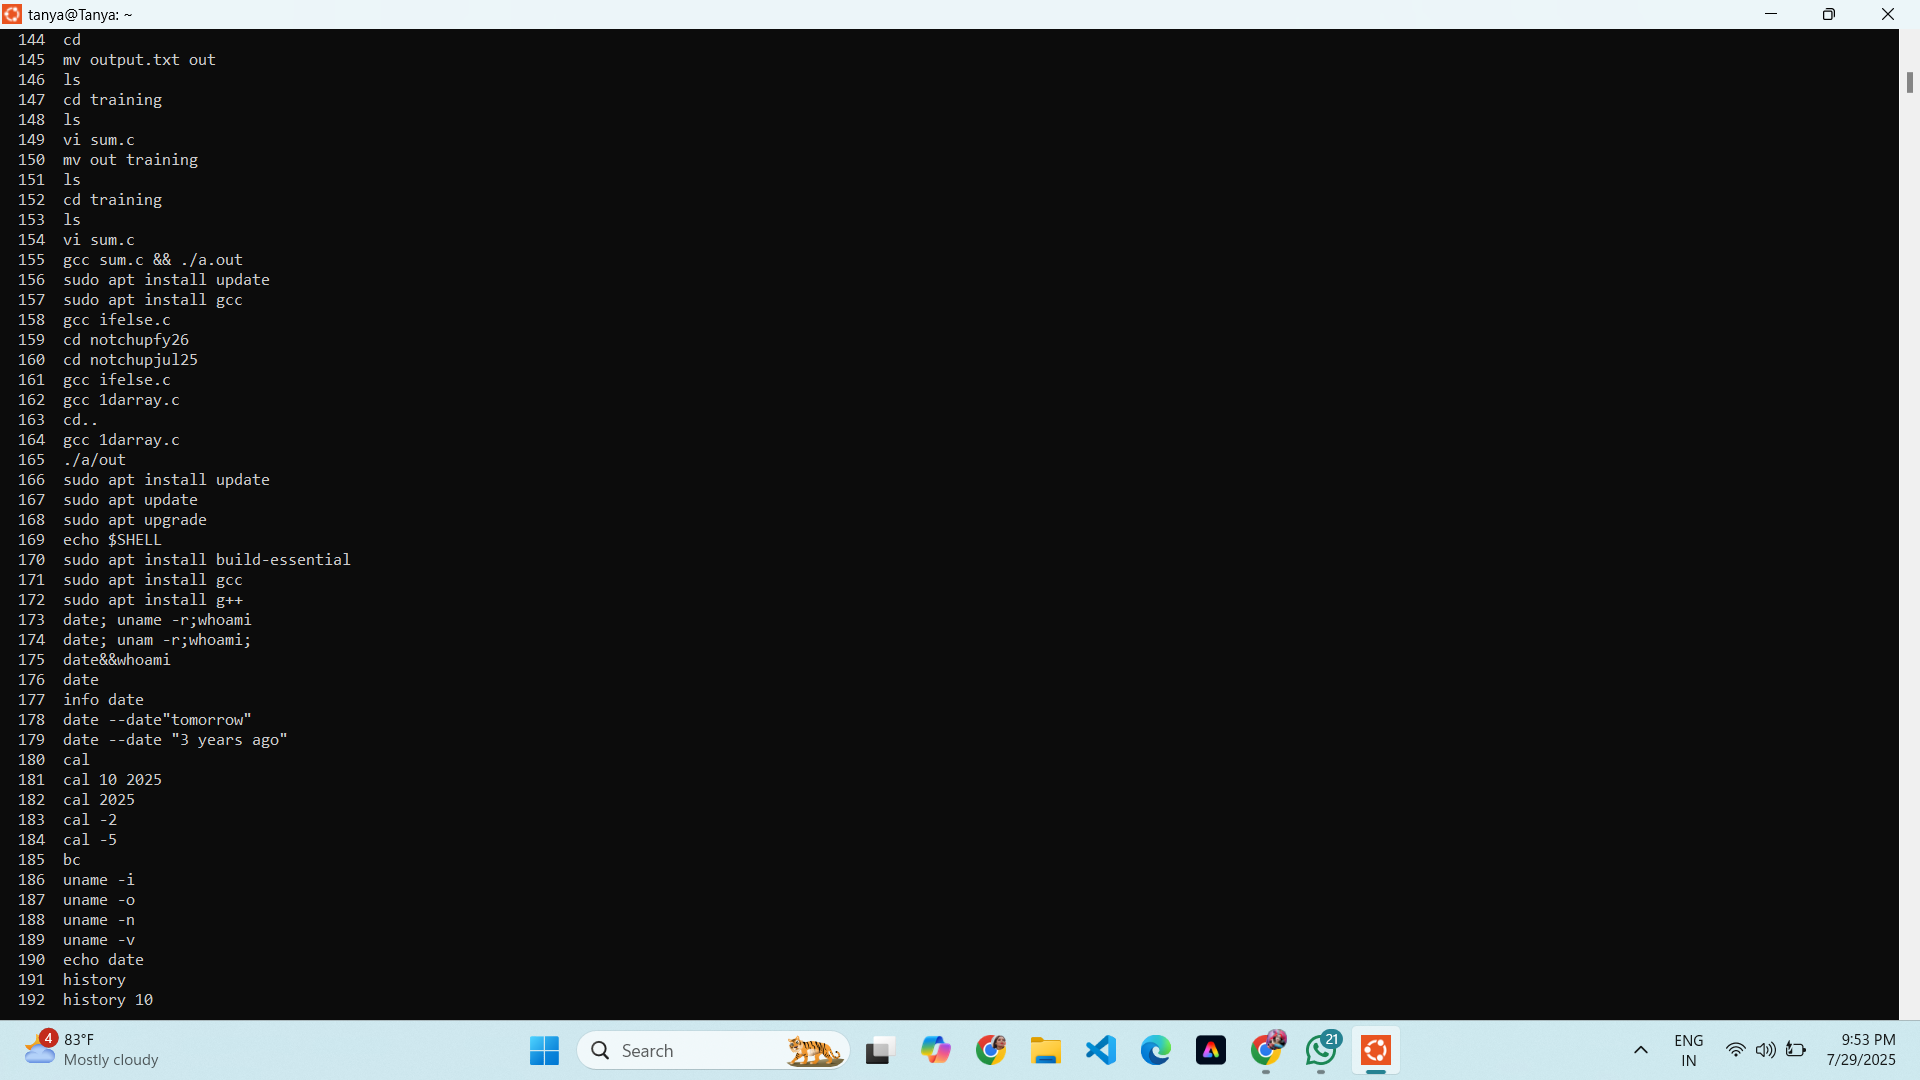 tanya@Tanya: ~
144 cd
145 mv output.txt out
146 ls
147 cd training
148 ls
149 vi sum.c
150 mv out training
151 ls
152 cd training
153 ls
154 vi sum.c
155 gcc sum.c && ./a.out
156 sudo apt install update
157 sudo apt install gcc
158 gcc ifelse.c
159 cd notchupfy26
160 cd notchupjul25
161 gcc ifelse.c
162 gcc 1darray.c
163 cd..
164 gcc 1darray.c
165 ./a/out
166 sudo apt install update
167 sudo apt update
168 sudo apt upgrade
169 echo $SHELL
170 sudo apt install build-essential
171 sudo apt install gcc
172 sudo apt install g++
173 date; uname -r;whoami
174 date; unam -r;whoami;
175 date&&whoami
176 date
177 info date
178 date --date"tomorrow"
179 date --date "3 years ago"
180 cal
181 cal 10 2025
182 cal 2025
183 cal -2
184 cal -5
185 bc
186 uname -i
187 uname -o
188 uname -n
189 uname -v
190 echo date
191 history
192 history 10
4
83°F
Mostly cloudy
Search
21
ENG
IN
9:53 PM
7/29/2025